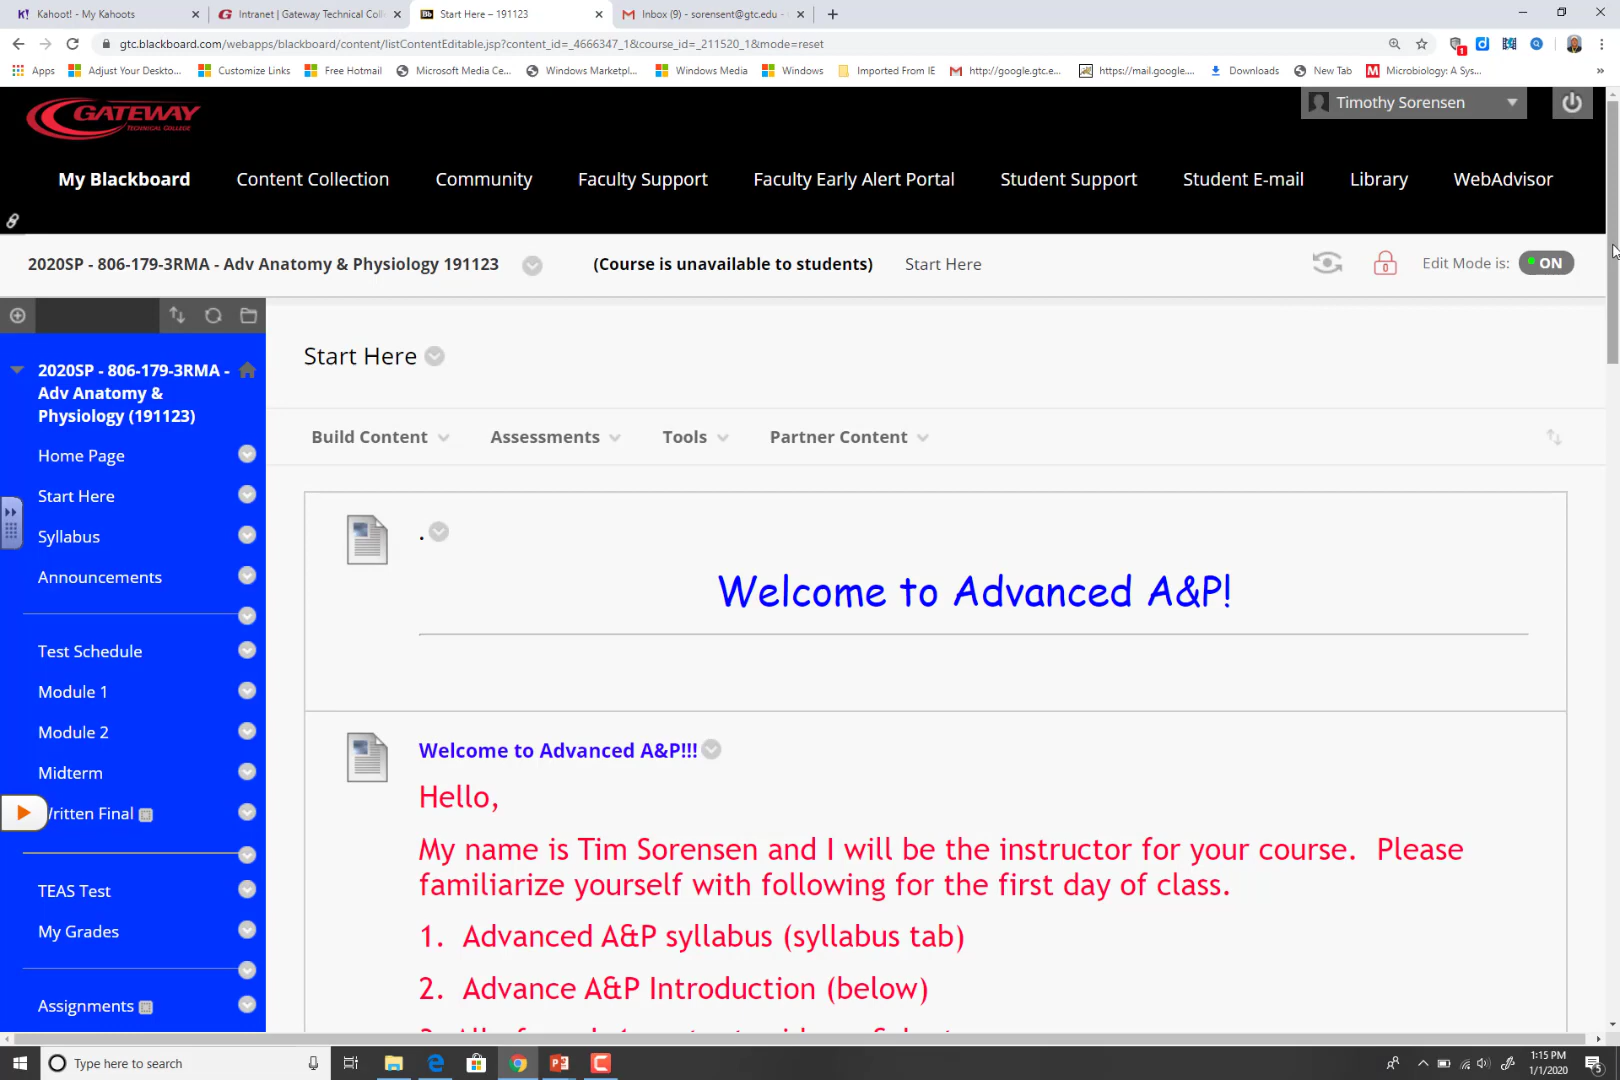 Kahoot! - My Kahoots
Intranet | Gateway Technical Coll
Start Here – 191123
Inbox (9) - sorensent@gtc.edu -
gtc.blackboard.com/webapps/blackboard/content/listContentEditable.jsp?content_id=_4666347_1&course_id=_211520_1&mode=reset
Apps
Adjust Your Deskto...
Customize Links
Free Hotmail
Microsoft Media Ce...
Windows Marketpl...
Windows Media
Windows
Imported From IE
http://google.gtc.e...
https://mail.google....
Downloads
New Tab
Microbiology: A Sys...
GATEWAY
TECHNICAL COLLEGE
Timothy Sorensen
My Blackboard
Content Collection
Community
Faculty Support
Faculty Early Alert Portal
Student Support
Student E-mail
Library
WebAdvisor
2020SP - 806-179-3RMA - Adv Anatomy & Physiology 191123
(Course is unavailable to students)
Start Here
Edit Mode is:
ON
2020SP - 806-179-3RMA -
Adv Anatomy &
Physiology (191123)
Home Page
Start Here
Syllabus
Announcements
Test Schedule
Module 1
Module 2
Midterm
ritten Final
TEAS Test
My Grades
Assignments
Start Here
Build Content
Assessments
Tools
Partner Content
.
Welcome to Advanced A&P!
Welcome to Advanced A&P!!!
Hello,
My name is Tim Sorensen and I will be the instructor for your course. Please
familiarize yourself with following for the first day of class.
1. Advanced A&P syllabus (syllabus tab)
2. Advance A&P Introduction (below)
Type here to search
1:15 PM
1/1/2020
5